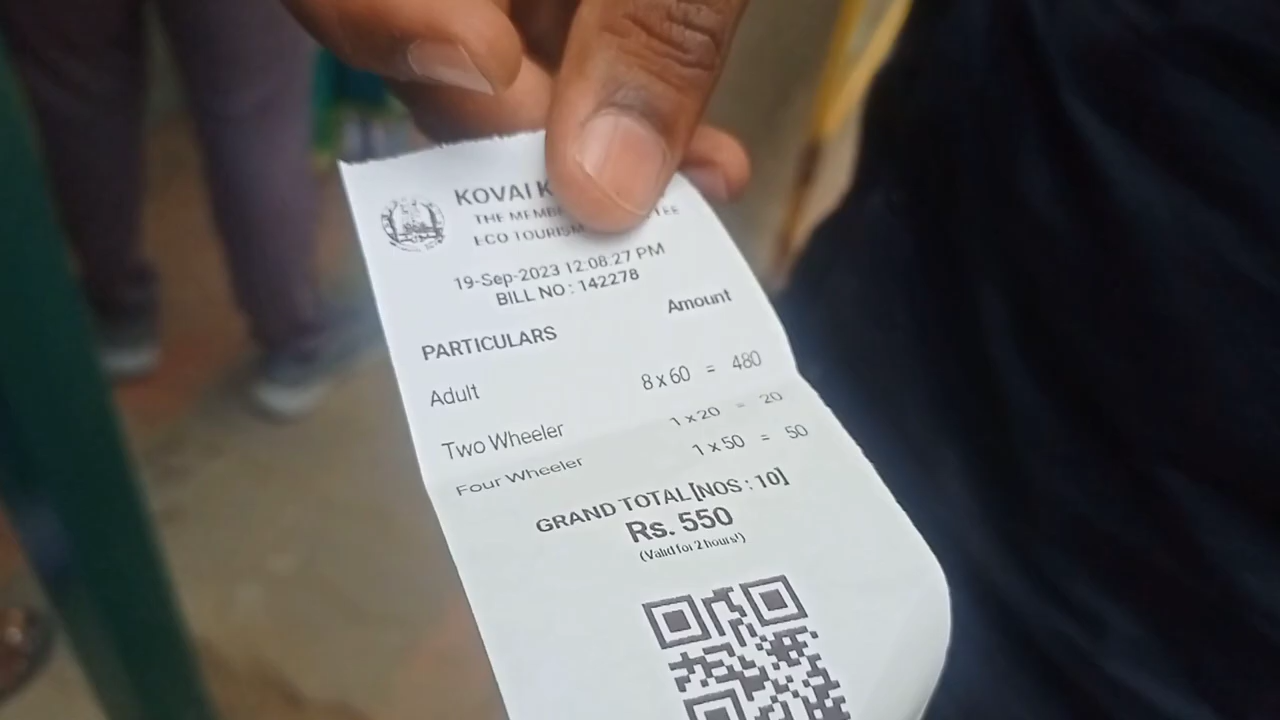 KOVAI K
THE MEMB TEE
ECO TOURISM
19-Sep-2023 12:08:27 PM
BILL NO : 142278
Amount
PARTICULARS
Adult 8 x 60 = 480
Two Wheeler 1 x 20 = 20
Four Wheeler 1 x 50 = 50
GRAND TOTAL[NOS : 10]
Rs. 550
(Valid for 2 hours!)